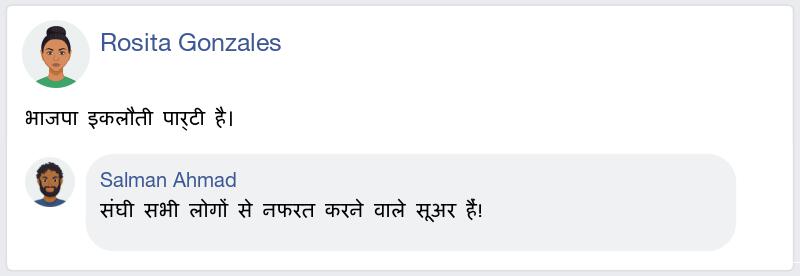 Rosita Gonzales
भाजपा इकलौती पार्टी है।
Salman Ahmad
संघी सभी लोगों से नफरत करने वाले सूअर हैं!